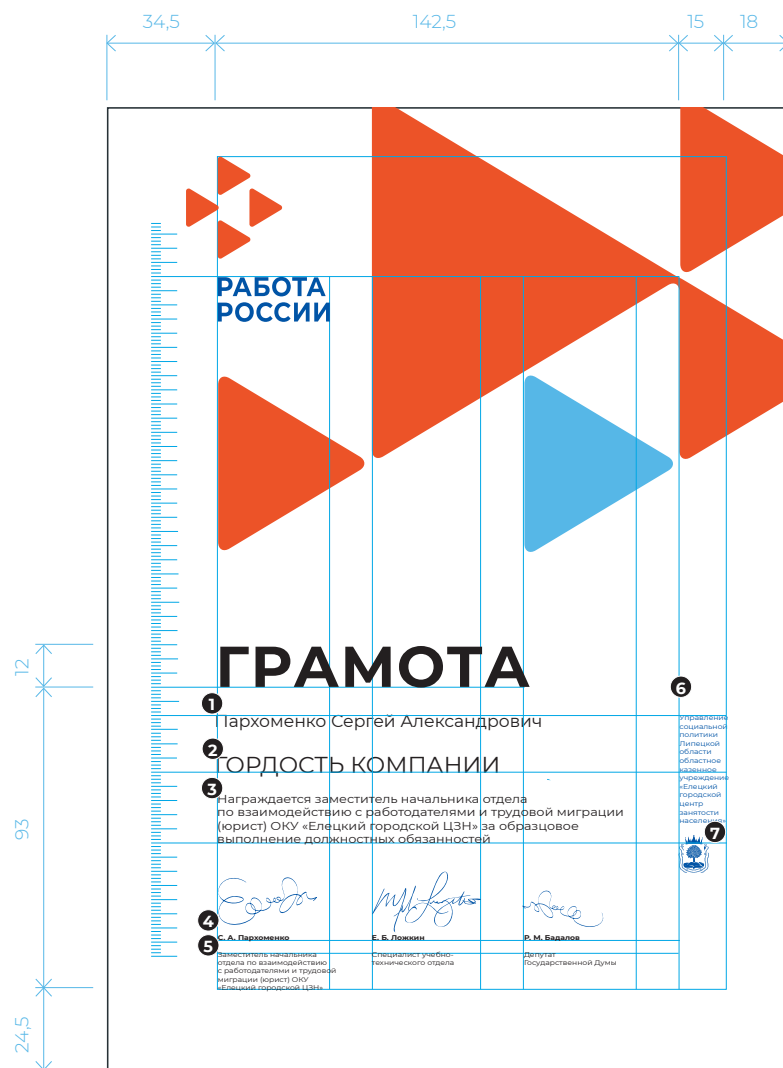 34,5
142,5
15
18
РАБОТА
РОССИИ
12
ГРАМОТА
6
1
Пархоменко Сергей Александрович
2
ГОРДОСТЬ КОМПАНИИ
3
Награждается заместитель начальника отдела
по взаимодействию с работодателями и трудовой миграции
(юрист) ОКУ «Елецкий городской ЦЗН» за образцовое
выполнение должностных обязанностей
Управление
социальной
политики
Липецкой
области
областное
казенное
учреждение
«Елецкий
городской
центр
занятости
населения»
7
93
4
С. А. Пархоменко
Е. Б. Ложкин
Р. М. Бадалов
5
Заместитель начальника
отдела по взаимодействию
с работодателями и трудовой
миграции (юрист) ОКУ
«Елецкий городской ЦЗН»
Специалист учебно-
технического отдела
Депутат
Государственной Думы
24,5